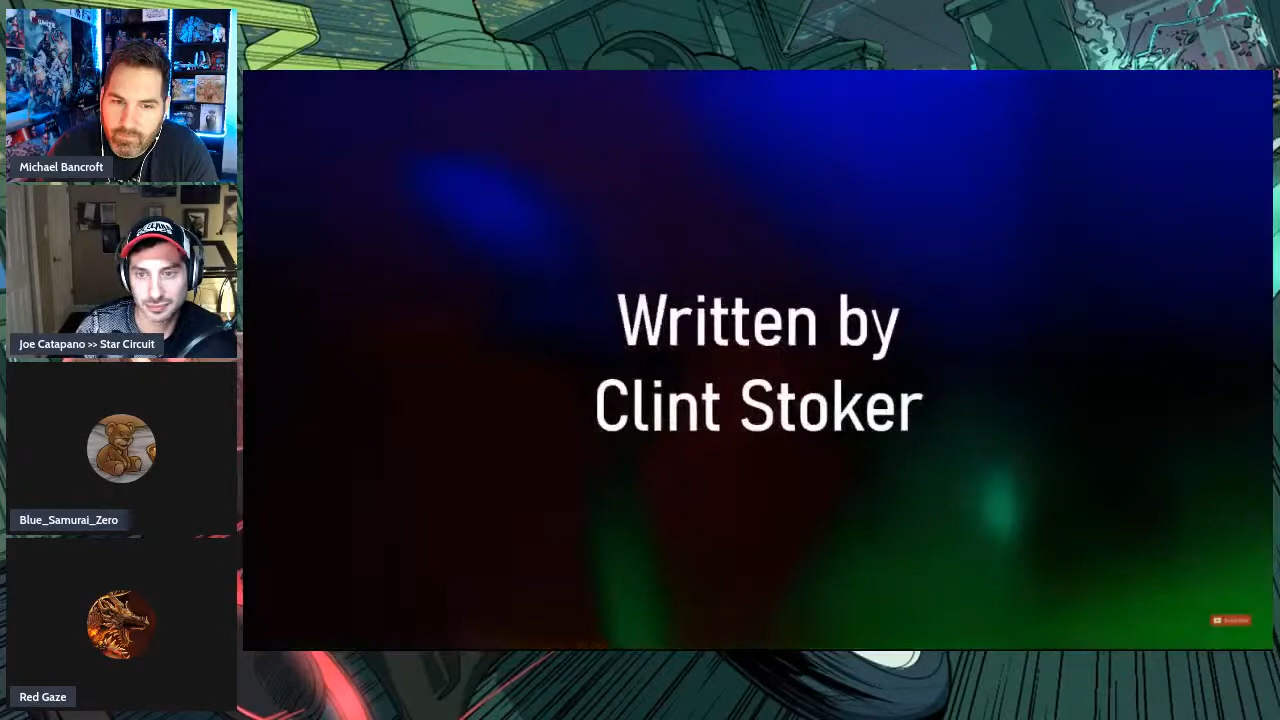 Michael Bancroft
Joe Catapano >> Star Circuit
Blue_Samurai_Zero
Red Gaze
Written by
Clint Stoker